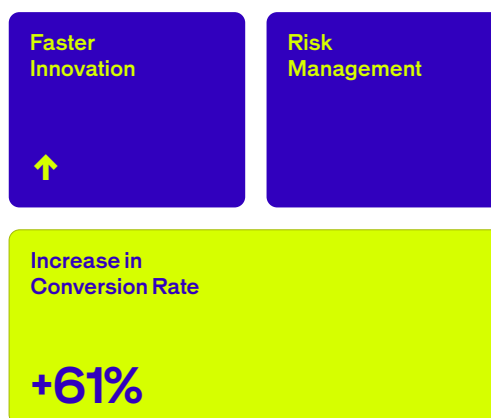 Faster
Innovation
↑
Risk
Management
Increase in
Conversion Rate
+61%